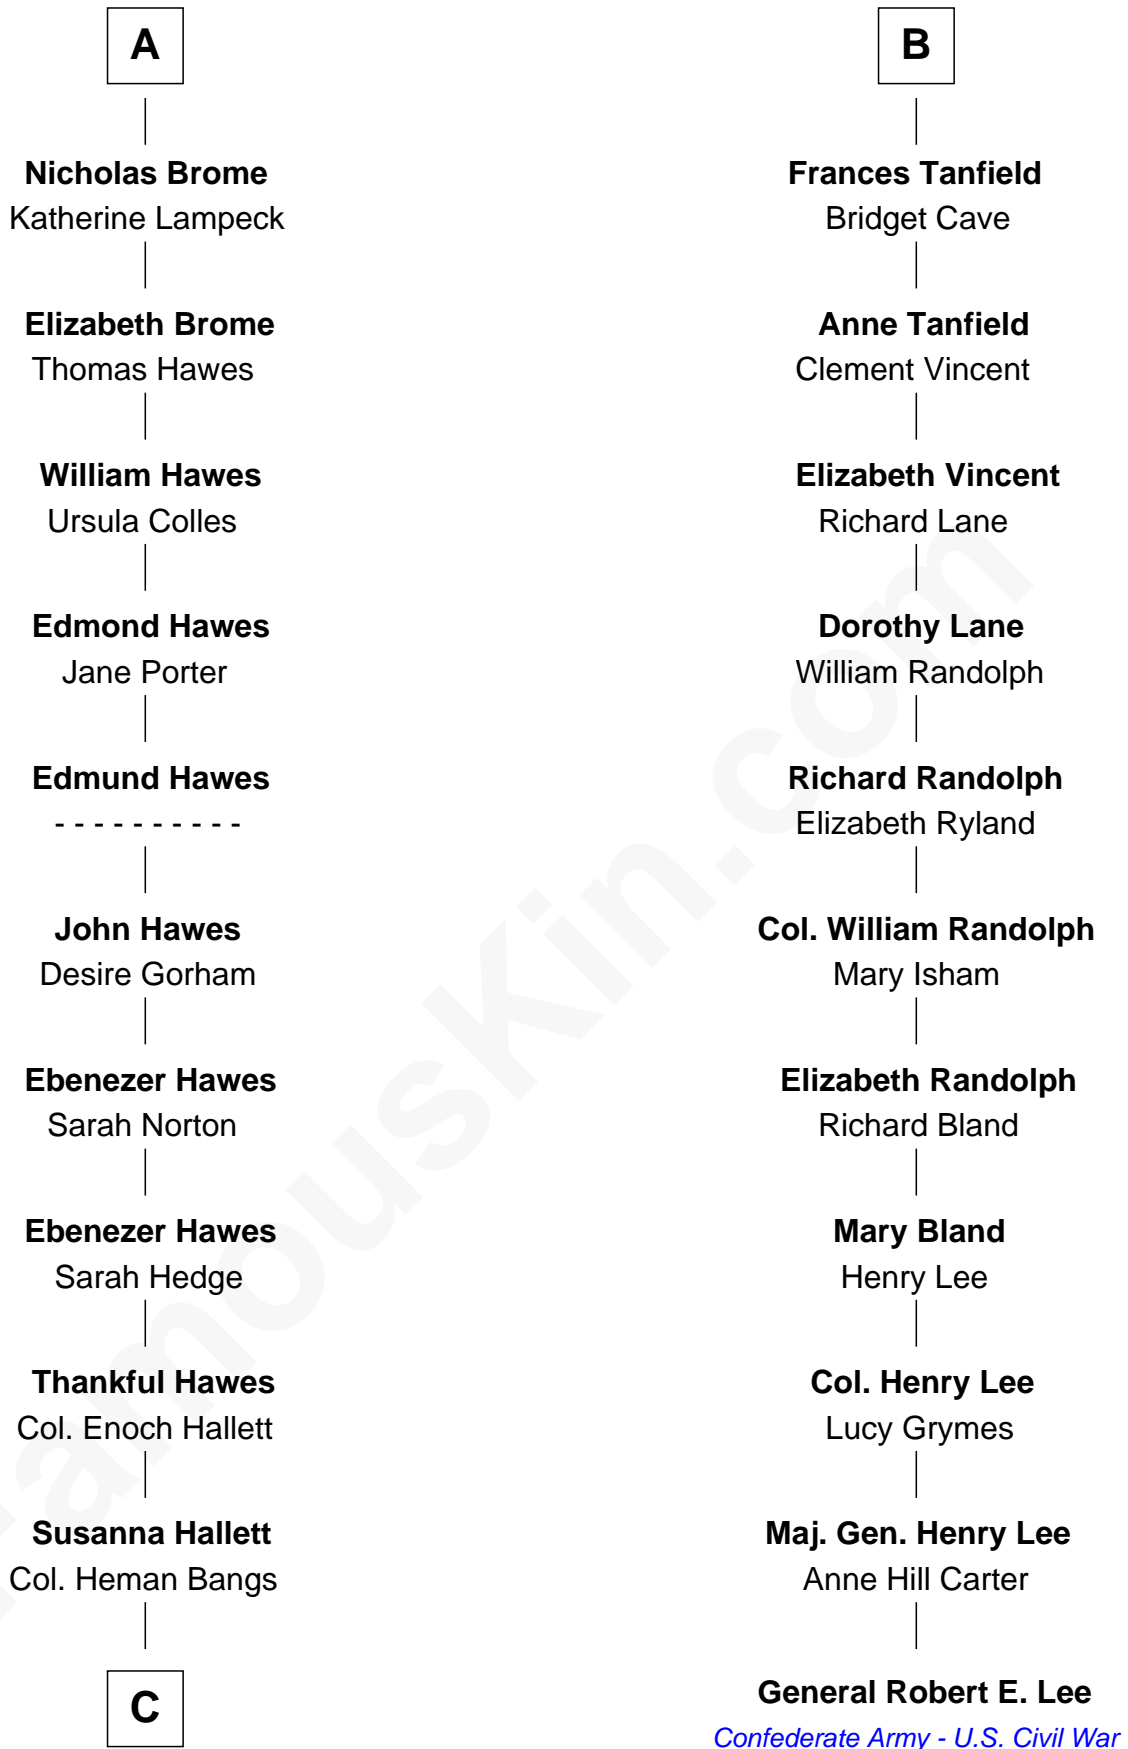 A
Nicholas Brome
Katherine Lampeck
Elizabeth Brome
Thomas Hawes
William Hawes
Ursula Colles
Edmond Hawes
Jane Porter
Edmund Hawes
- - - - - - - - - -
John Hawes
Desire Gorham
Ebenezer Hawes
Sarah Norton
Ebenezer Hawes
Sarah Hedge
Thankful Hawes
Col. Enoch Hallett
Susanna Hallett
Col. Heman Bangs
C
B
Frances Tanfield
Bridget Cave
Anne Tanfield
Clement Vincent
Elizabeth Vincent
Richard Lane
Dorothy Lane
William Randolph
Richard Randolph
Elizabeth Ryland
Col. William Randolph
Mary Isham
Elizabeth Randolph
Richard Bland
Mary Bland
Henry Lee
Col. Henry Lee
Lucy Grymes
Maj. Gen. Henry Lee
Anne Hill Carter
General Robert E. Lee
Confederate Army - U.S. Civil War
FamousKin.com